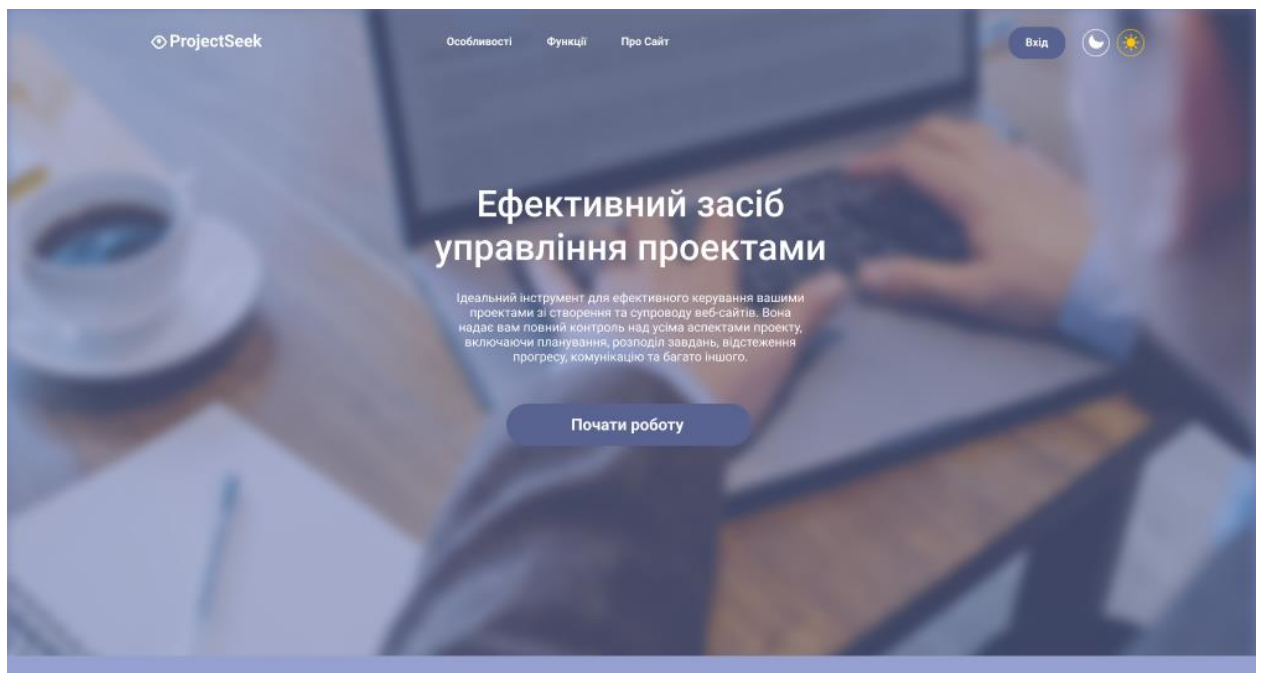 ProjectSeek
Особливості
Функції
Про Сайт
Вхід
Ефективний засіб
управління проектами
Ідеальний інструмент для ефективного керування вашими
проектами зі створення та супроводу веб-сайтів. Вона
надає вам повний контроль над усіма аспектами проекту,
включаючи планування, розподіл завдань, відстеження
прогресу, комунікацію та багато іншого.
Почати роботу